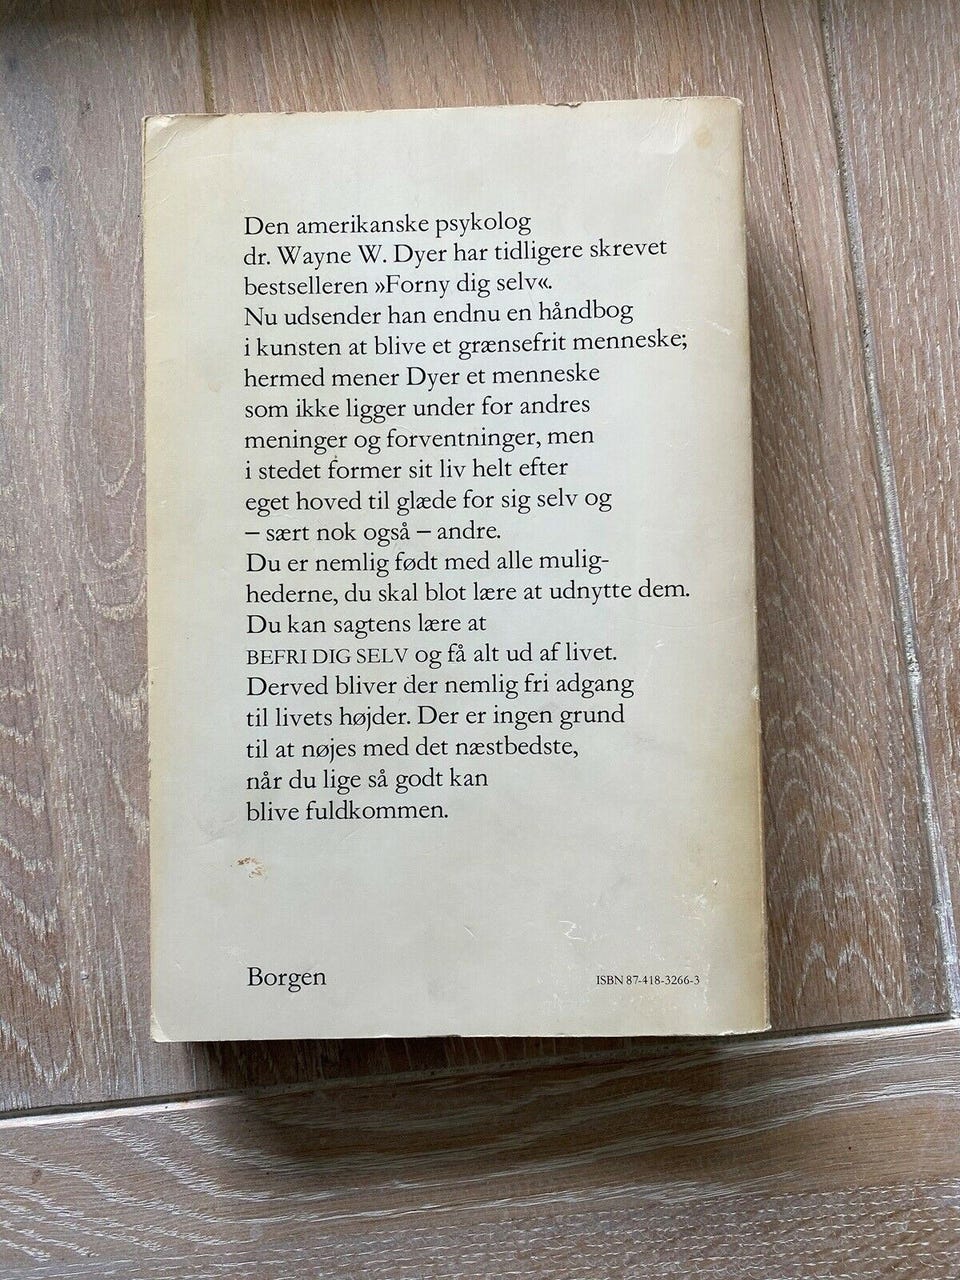 Den amerikanske psykolog
dr. Wayne W. Dyer har tidligere skrevet
bestselleren »Forny dig selv«.
Nu udsender han endnu en håndbog
i kunsten at blive et grænsefrit menneske;
hermed mener Dyer et menneske
som ikke ligger under for andres
meninger og forventninger, men
i stedet former sit liv helt efter
eget hoved til glæde for sig selv og
– sært nok også – andre.
Du er nemlig født med alle mulig-
hederne, du skal blot lære at udnytte dem.
Du kan sagtens lære at
BEFRI DIG SELV og få alt ud af livet.
Derved bliver der nemlig fri adgang
til livets højder. Der er ingen grund
til at nøjes med det næstbedste,
når du lige så godt kan
blive fuldkommen.
Borgen
ISBN 87-418-3266-3